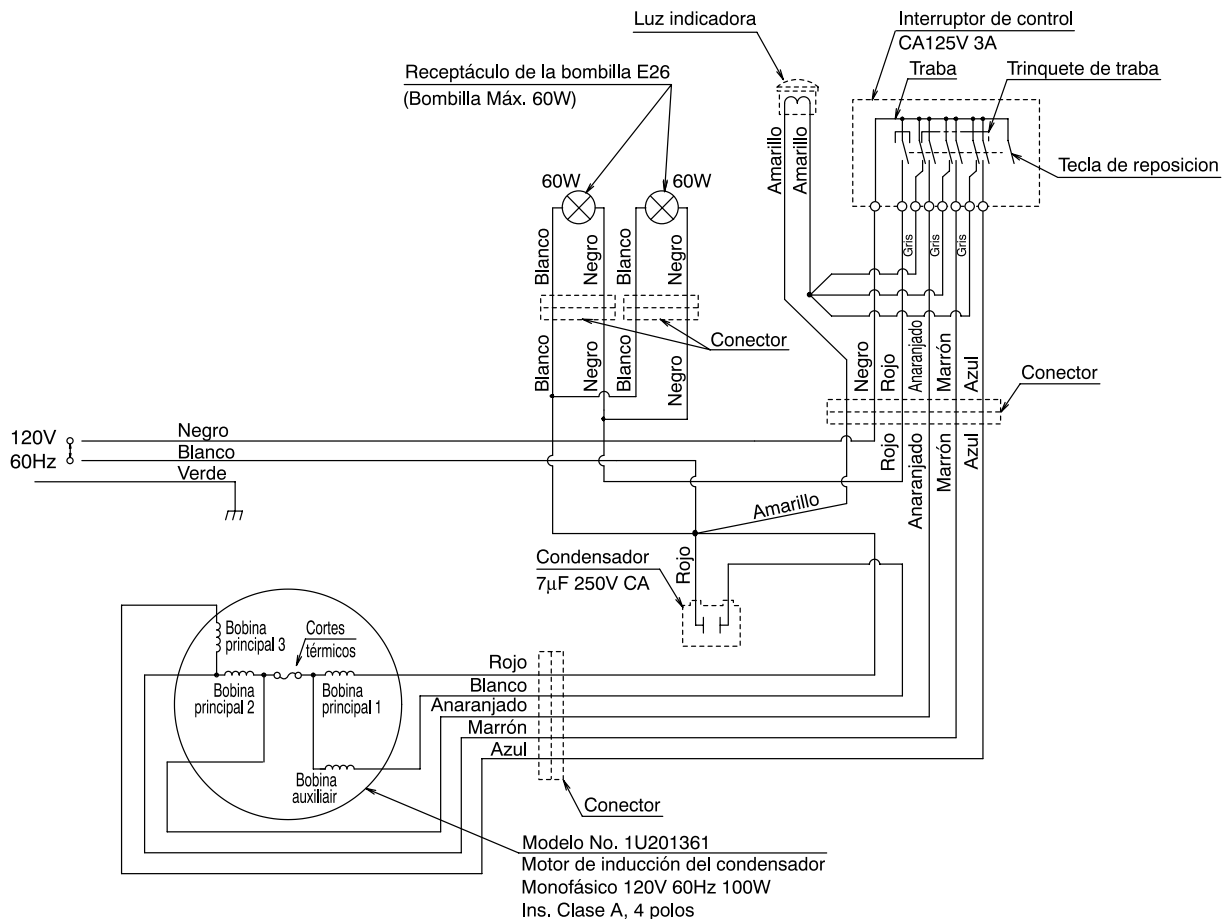 Luz indicadora
Interruptor de control
CA125V 3A
Traba
Trinquete de traba
Receptáculo de la bombilla E26
(Bombilla Máx. 60W)
Amarillo
Amarillo
Tecla de reposicion
60W
60W
Blanco
Negro
Blanco
Negro
Gris
Gris
Gris
Conector
Blanco
Negro
Blanco
Negro
Negro
Rojo
Anaranjado
Marrón
Azul
Conector
120V
60Hz
Negro
Blanco
Verde
Rojo
Anaranjado
Marrón
Azul
Amarillo
Condensador
7µF 250V CA
Rojo
Bobina
principal 3
Cortes
térmicos
Bobina
principal 2
Bobina
principal 1
Bobina
auxiliair
Rojo
Blanco
Anaranjado
Marrón
Azul
Conector
Modelo No. 1U201361
Motor de inducción del condensador
Monofásico 120V 60Hz 100W
Ins. Clase A, 4 polos